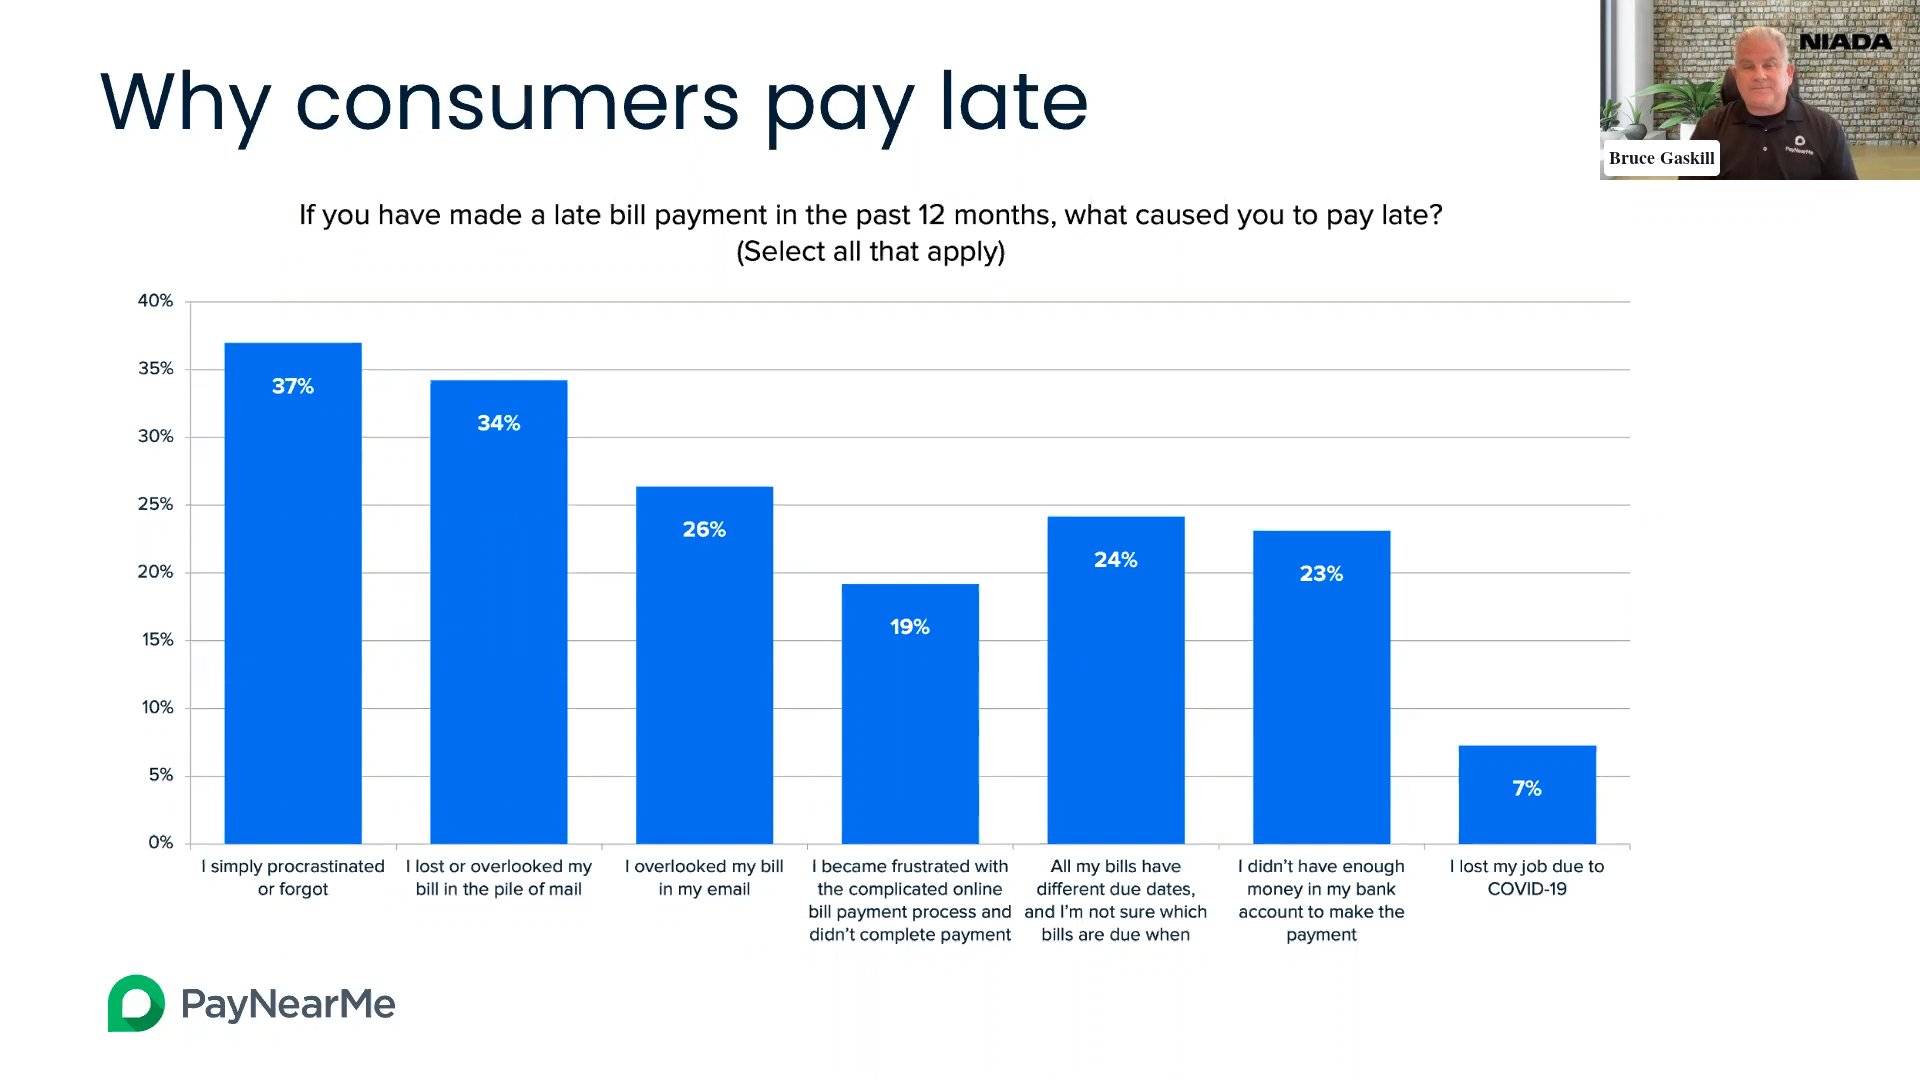 Why consumers pay late
NIADA
PayNearMe
Bruce Gaskill
If you have made a late bill payment in the past 12 months, what caused you to pay late?
(Select all that apply)
40%
35%
30%
25%
20%
15%
10%
5%
0%
37%
34%
26%
19%
24%
23%
7%
I simply procrastinated
or forgot
I lost or overlooked my
bill in the pile of mail
I overlooked my bill
in my email
I became frustrated with
the complicated online
bill payment process and
didn’t complete payment
All my bills have
different due dates,
and I’m not sure which
bills are due when
I didn’t have enough
money in my bank
account to make the
payment
I lost my job due to
COVID-19
PayNearMe